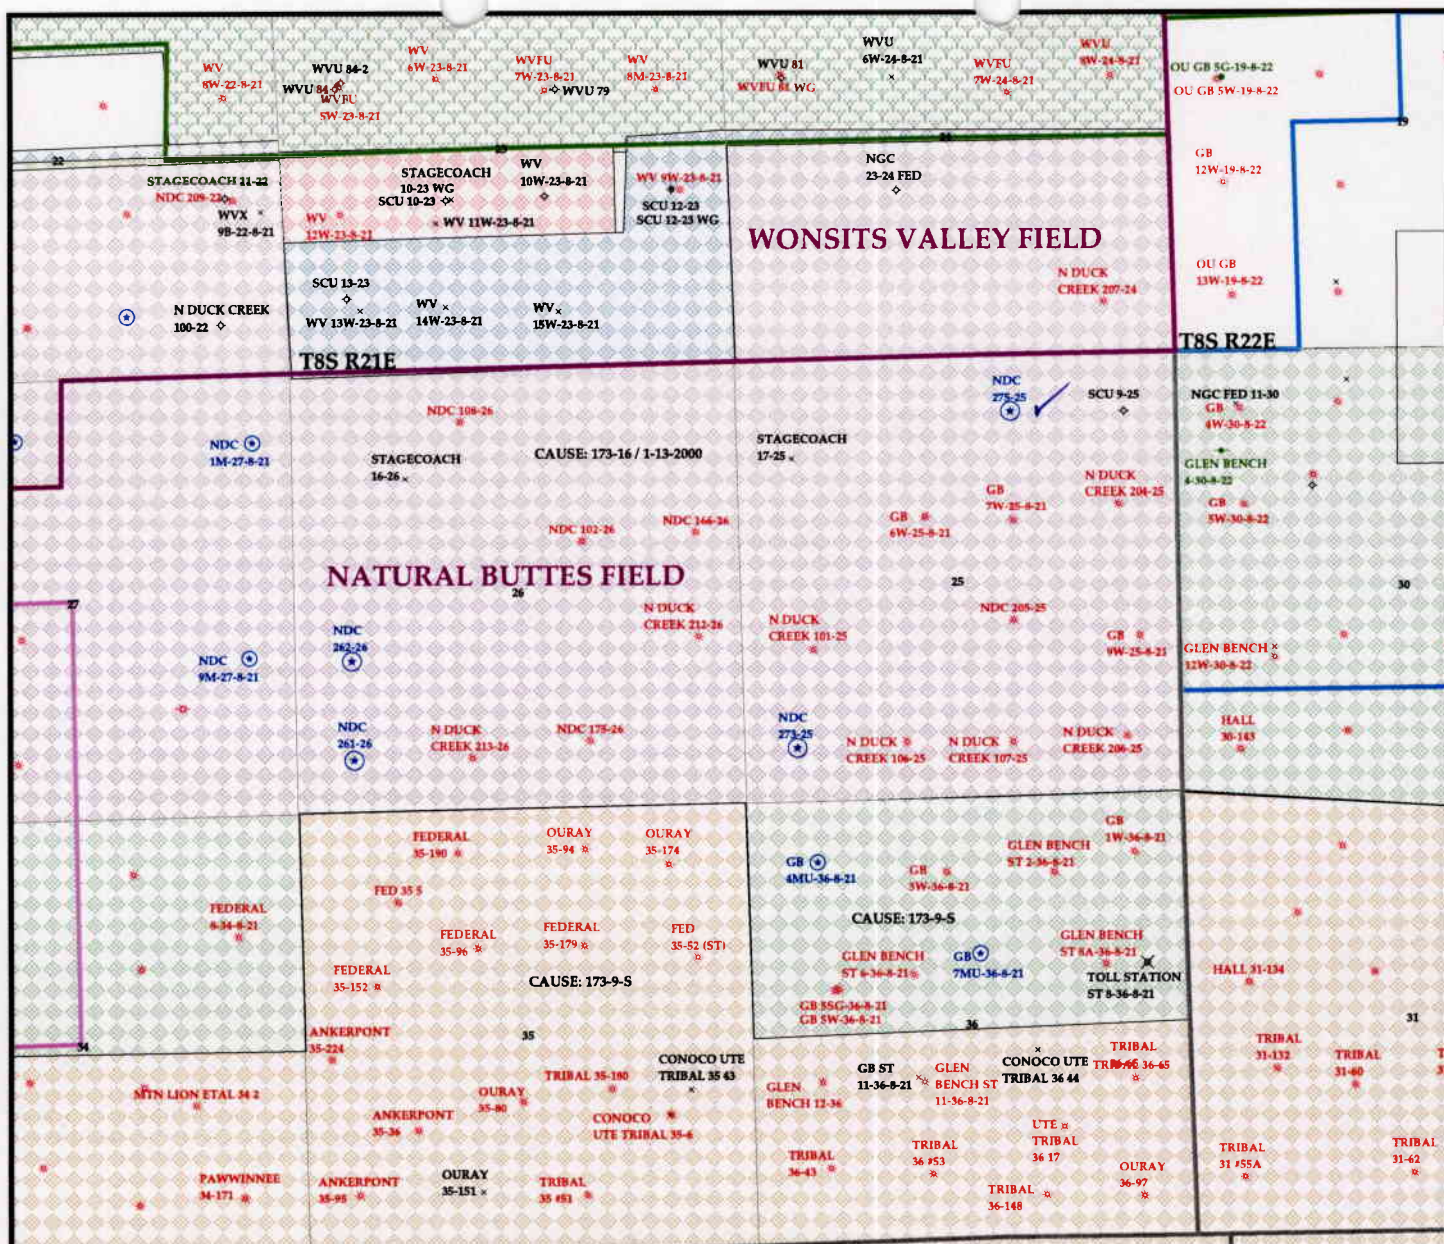 WV
8W-22-8-21
WVU 84-2
WVU 84
WVFU
5W-23-8-21
WV
6W-23-8-21
WVFU
7W-23-8-21
WVU 79
WV
8M-23-8-21
WVU 81
WVFU 81 WG
WVU
6W-24-8-21
WVFU
7W-24-8-21
WVU
8W-24-8-21
OU GB 5G-19-8-22
OU GB 5W-19-8-22
19
22
23
24
STAGECOACH 11-22
NDC 209-22
WVX
9B-22-8-21
STAGECOACH
10-23 WG
SCU 10-23
WV
10W-23-8-21
WV
12W-23-8-21
WV 11W-23-8-21
WV 9W-23-8-21
SCU 12-23
SCU 12-23 WG
NGC
23-24 FED
GB
12W-19-8-22
WONSITS VALLEY FIELD
N DUCK
CREEK 207-24
OU GB
13W-19-8-22
N DUCK CREEK
100-22
SCU 13-23
WV 13W-23-8-21
WV
14W-23-8-21
WV
15W-23-8-21
T8S R21E
T8S R22E
NDC
1M-27-8-21
NDC 108-26
STAGECOACH
16-26
CAUSE: 173-16 / 1-13-2000
STAGECOACH
17-25
NDC
275-25
SCU 9-25
NGC FED 11-30
GB
4W-30-8-22
GLEN BENCH
4-30-8-22
GB
5W-30-8-22
NDC 102-26
NDC 166-26
GB
6W-25-8-21
GB
7W-25-8-21
N DUCK
CREEK 204-25
NATURAL BUTTES FIELD
27
26
25
30
NDC
262-26
N DUCK
CREEK 212-26
N DUCK
CREEK 101-25
NDC 205-25
GB
9W-25-8-21
GLEN BENCH
12W-30-8-22
NDC
9M-27-8-21
NDC
261-26
N DUCK
CREEK 213-26
NDC 175-26
NDC
273-25
N DUCK
CREEK 106-25
N DUCK
CREEK 107-25
N DUCK
CREEK 206-25
HALL
30-143
FEDERAL
35-190
OURAY
35-94
OURAY
35-174
GB
4MU-36-8-21
GB
3W-36-8-21
GLEN BENCH
ST 2-36-8-21
GB
1W-36-8-21
FED 35 5
FEDERAL
8-34-8-21
FEDERAL
35-96
FEDERAL
35-179
FED
35-52 (ST)
CAUSE: 173-9-S
GLEN BENCH
ST 6-36-8-21
GB
7MU-36-8-21
GLEN BENCH
ST 8A-36-8-21
TOLL STATION
ST 8-36-8-21
FEDERAL
35-152
CAUSE: 173-9-S
GB 5SG-36-8-21
GB 5W-36-8-21
HALL 31-134
34
35
36
31
ANKERPONT
35-224
CONOCO UTE
TRIBAL 35 43
GB ST
11-36-8-21
GLEN
BENCH ST
11-36-8-21
CONOCO UTE
TRIBAL 36 44
TRIBAL
TRIBAL 36-65
TRIBAL
31-132
TRIBAL
31-60
MTN LION ETAL 34 2
OURAY
35-80
TRIBAL 35-180
GLEN
BENCH 12-36
ANKERPONT
35-36
CONOCO
UTE TRIBAL 35-6
UTE
TRIBAL
36 17
TRIBAL
36-43
TRIBAL
36 #53
TRIBAL
31 #55A
TRIBAL
31-62
PAWWINNEE
34-171
ANKERPONT
35-95
OURAY
35-151
TRIBAL
35 #51
TRIBAL
36-148
OURAY
36-97